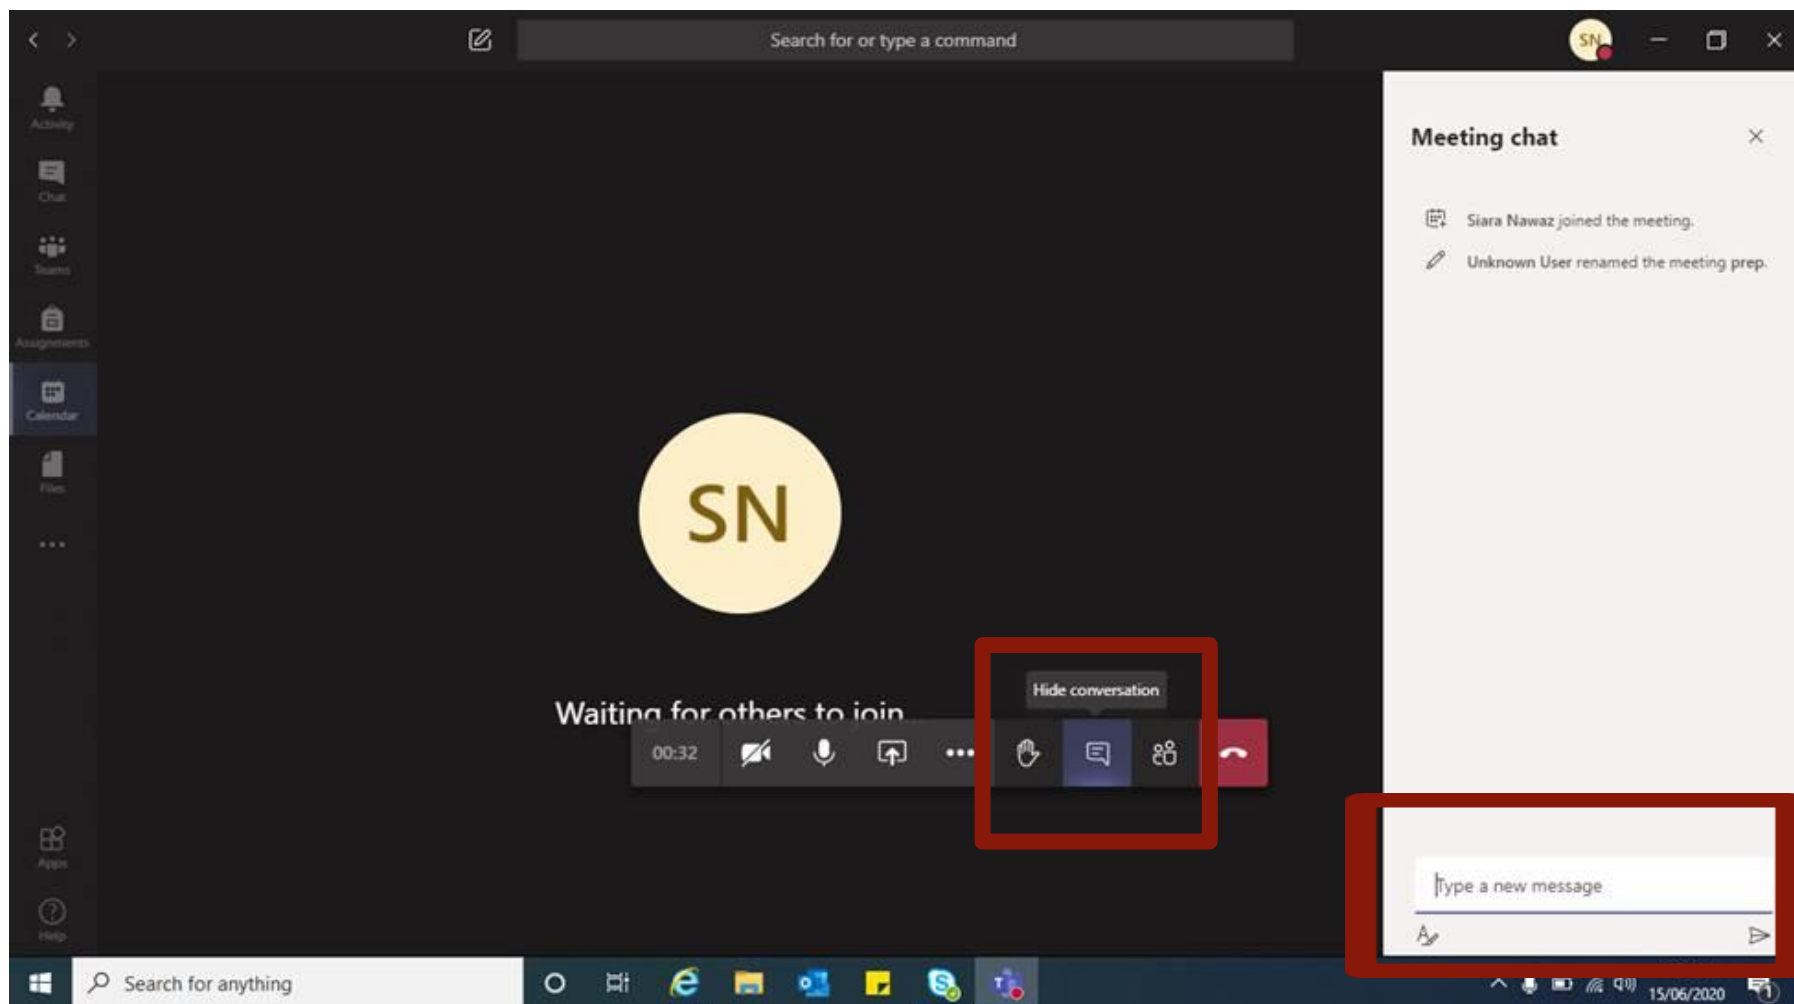 Search for or type a command
SN
Activity
Chat
Teams
Assignments
Calendar
Files
Apps
Help
SN
Waiting for others to join
Hide conversation
00:32
Meeting chat
Siara Nawaz joined the meeting.
Unknown User renamed the meeting prep.
Type a new message
Search for anything
15/06/2020
1